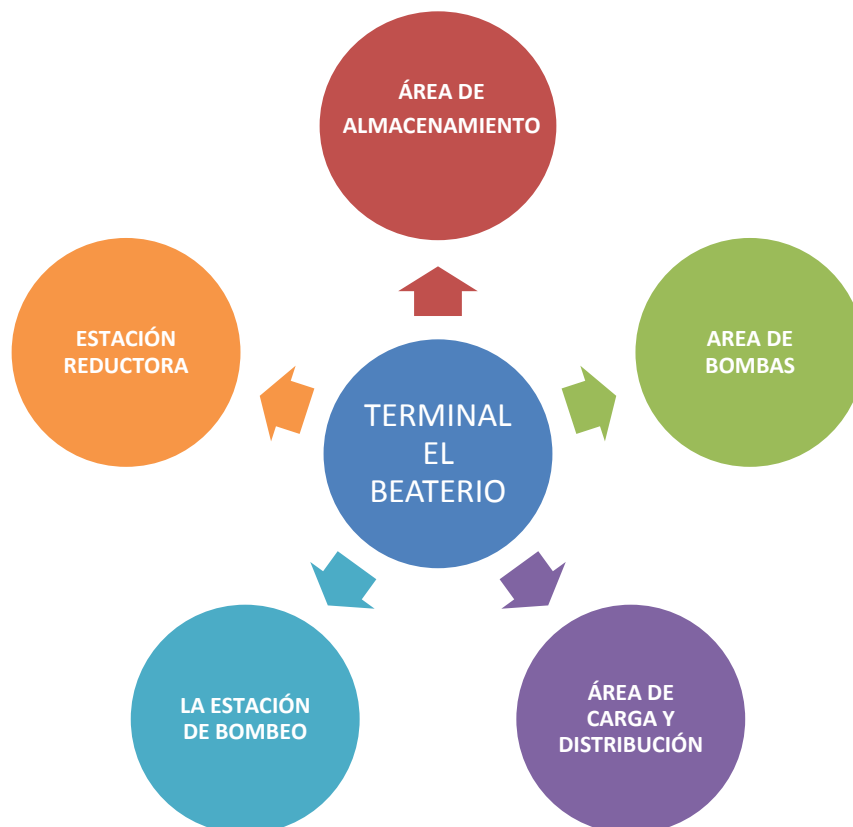 ÁREA DE
ALMACENAMIENTO
ESTACIÓN
REDUCTORA
AREA DE
BOMBAS
TERMINAL
EL
BEATERIO
LA ESTACIÓN
DE BOMBEO
ÁREA DE
CARGA Y
DISTRIBUCIÓN